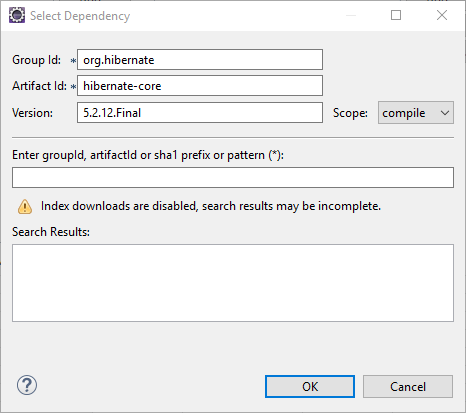 Select Dependency
Group Id: * org.hibernate
Artifact Id: * hibernate-core
Version: 5.2.12.Final Scope: compile
Enter groupId, artifactId or sha1 prefix or pattern (*):
Index downloads are disabled, search results may be incomplete.
Search Results:
? OK Cancel